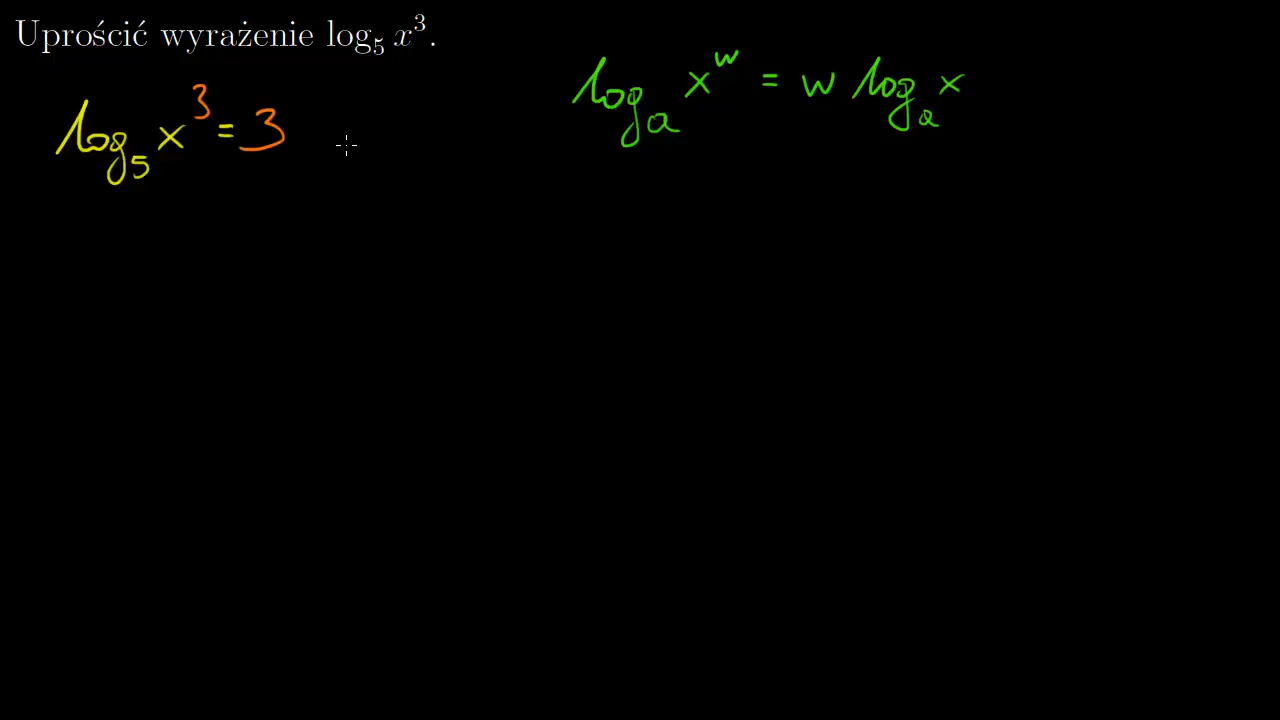 Uprościć wyrażenie log₅ x³.
logₐ xʷ = w logₐ x
log₅ x³ = 3